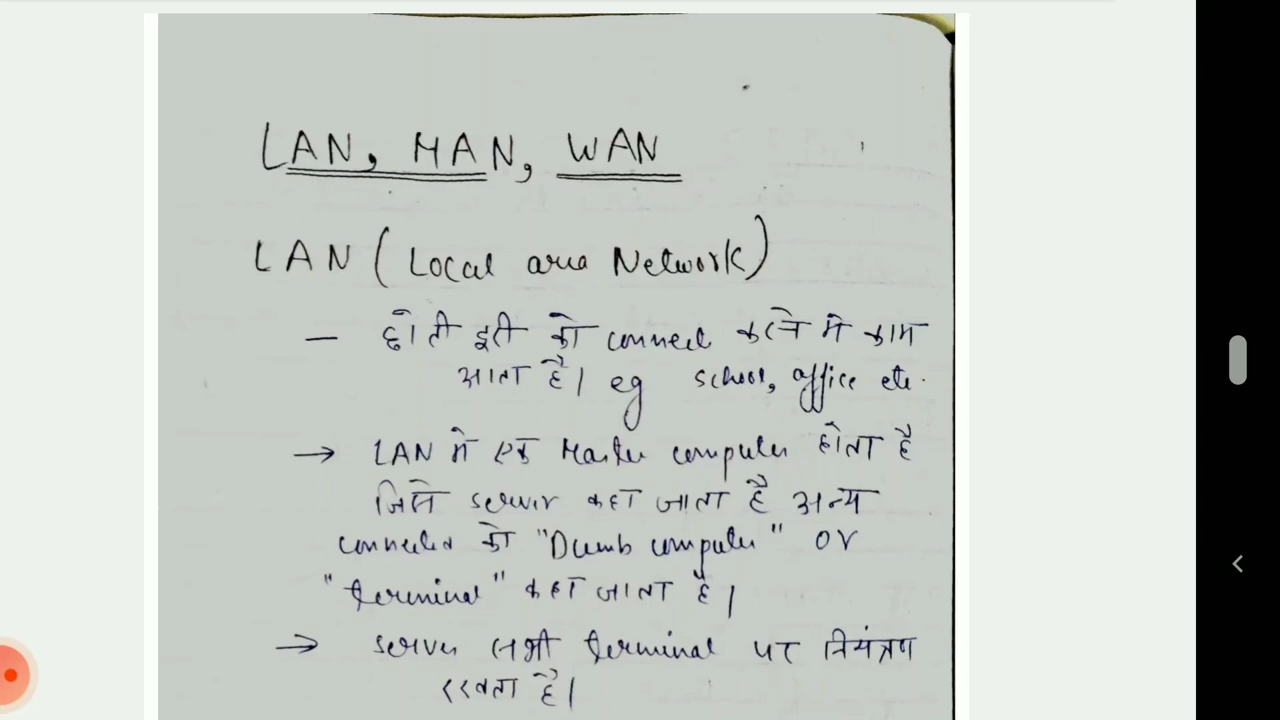 LAN, MAN, WAN
LAN (Local area Network)
– छोटी इटी को connect करने मे काम
आता है। eg school, office etc.
→ LAN मे एक Master computer होता है
जिसे server कहा जाता है अन्य
connected को "Dumb computer" or
"terminal" कहा जाता है।
→ server सभी terminal पर नियंत्रण
रखता है।